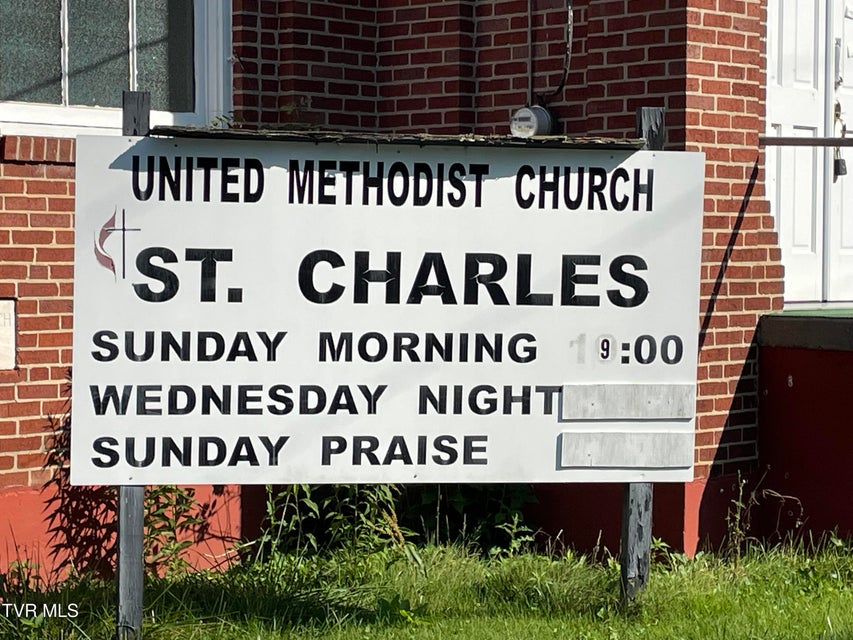 UNITED METHODIST CHURCH
ST. CHARLES
SUNDAY MORNING 9:00
WEDNESDAY NIGHT
SUNDAY PRAISE
TVR MLS